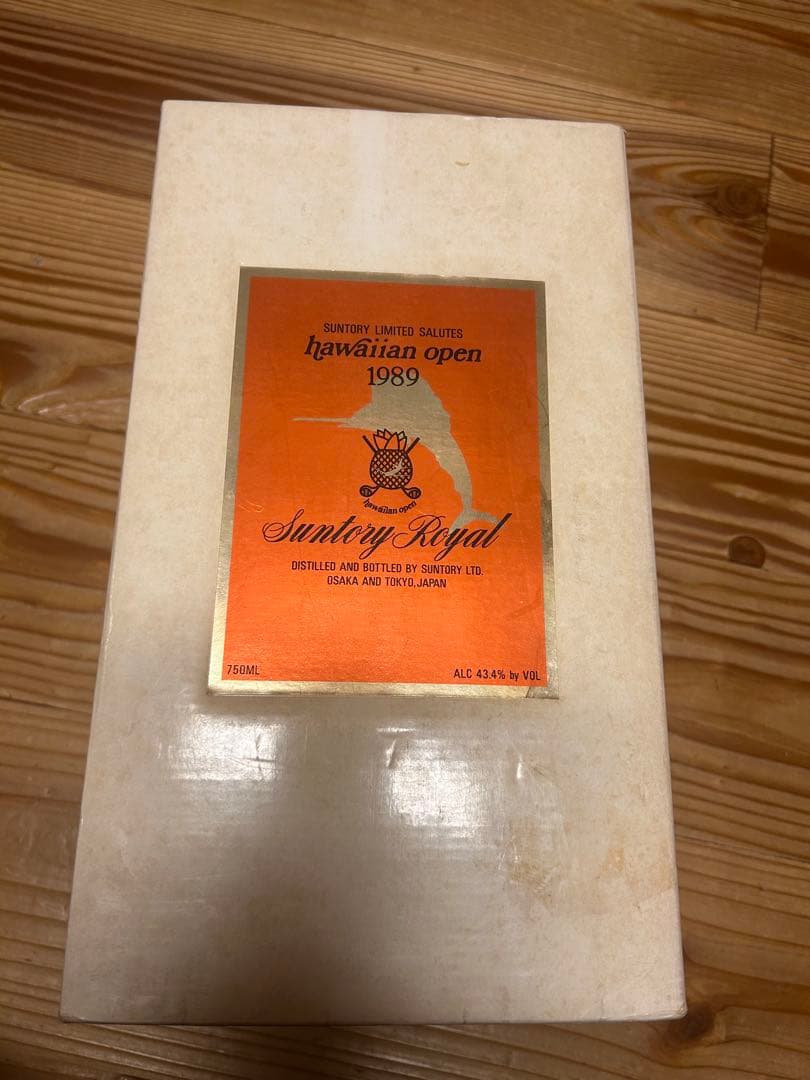 SUNTORY LIMITED SALUTES
hawaiian open
1989
hawaiian open
Suntory Royal
DISTILLED AND BOTTLED BY SUNTORY LTD.
OSAKA AND TOKYO, JAPAN
750ML
ALC 43.4% by VOL